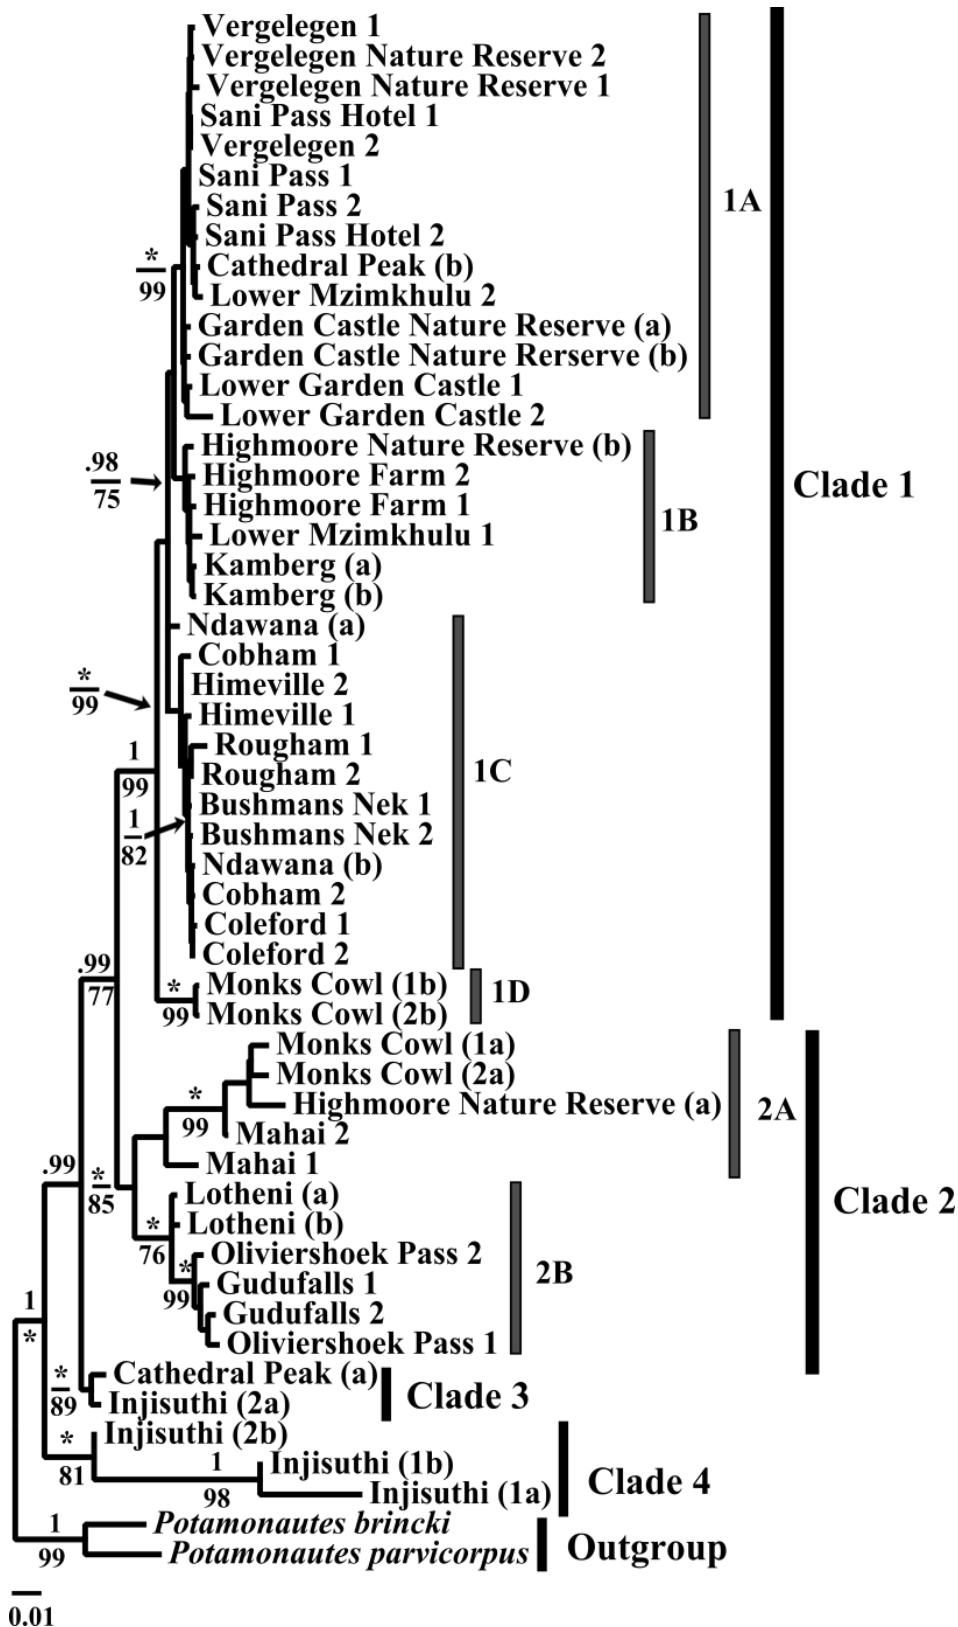 Vergelegen 1
Vergelegen Nature Reserve 2
Vergelegen Nature Reserve 1
Sani Pass Hotel 1
Vergelegen 2
Sani Pass 1
1A
Sani Pass 2
Sani Pass Hotel 2
*
Cathedral Peak (b)
99
Lower Mzimkhulu 2
Garden Castle Nature Reserve (a)
Garden Castle Nature Rerserve (b)
Lower Garden Castle 1
Lower Garden Castle 2
Highmoore Nature Reserve (b)
.98
Highmoore Farm 2
Clade 1
75
Highmoore Farm 1
1B
Lower Mzimkhulu 1
Kamberg (a)
Kamberg (b)
Ndawana (a)
Cobham 1
*
Himeville 2
99
Himeville 1
Rougham 1
1
Rougham 2
1C
99
Bushmans Nek 1
1
Bushmans Nek 2
82
Ndawana (b)
Cobham 2
Coleford 1
Coleford 2
.99
77
*
Monks Cowl (1b)
1D
99
Monks Cowl (2b)
Monks Cowl (1a)
Monks Cowl (2a)
*
Highmoore Nature Reserve (a)
2A
99
Mahai 2
Mahai 1
.99
*
85
Lotheni (a)
Clade 2
*
Lotheni (b)
76
Oliviershoek Pass 2
*
2B
99
Gudufalls 1
Gudufalls 2
1
*
Oliviershoek Pass 1
*
Cathedral Peak (a)
89
Clade 3
Injisuthi (2a)
*
Injisuthi (2b)
1
Injisuthi (1b)
81
Clade 4
98
Injisuthi (1a)
1
Potamonautes brincki
99
Potamonautes parvicorpus
Outgroup
0.01